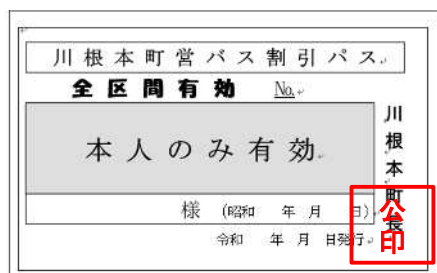 川根本町営バス割引パス
全区間有効 No.
本人のみ有効
様 (昭和 年 月 日)
令和 年 月 日発行
川根本町長
公印